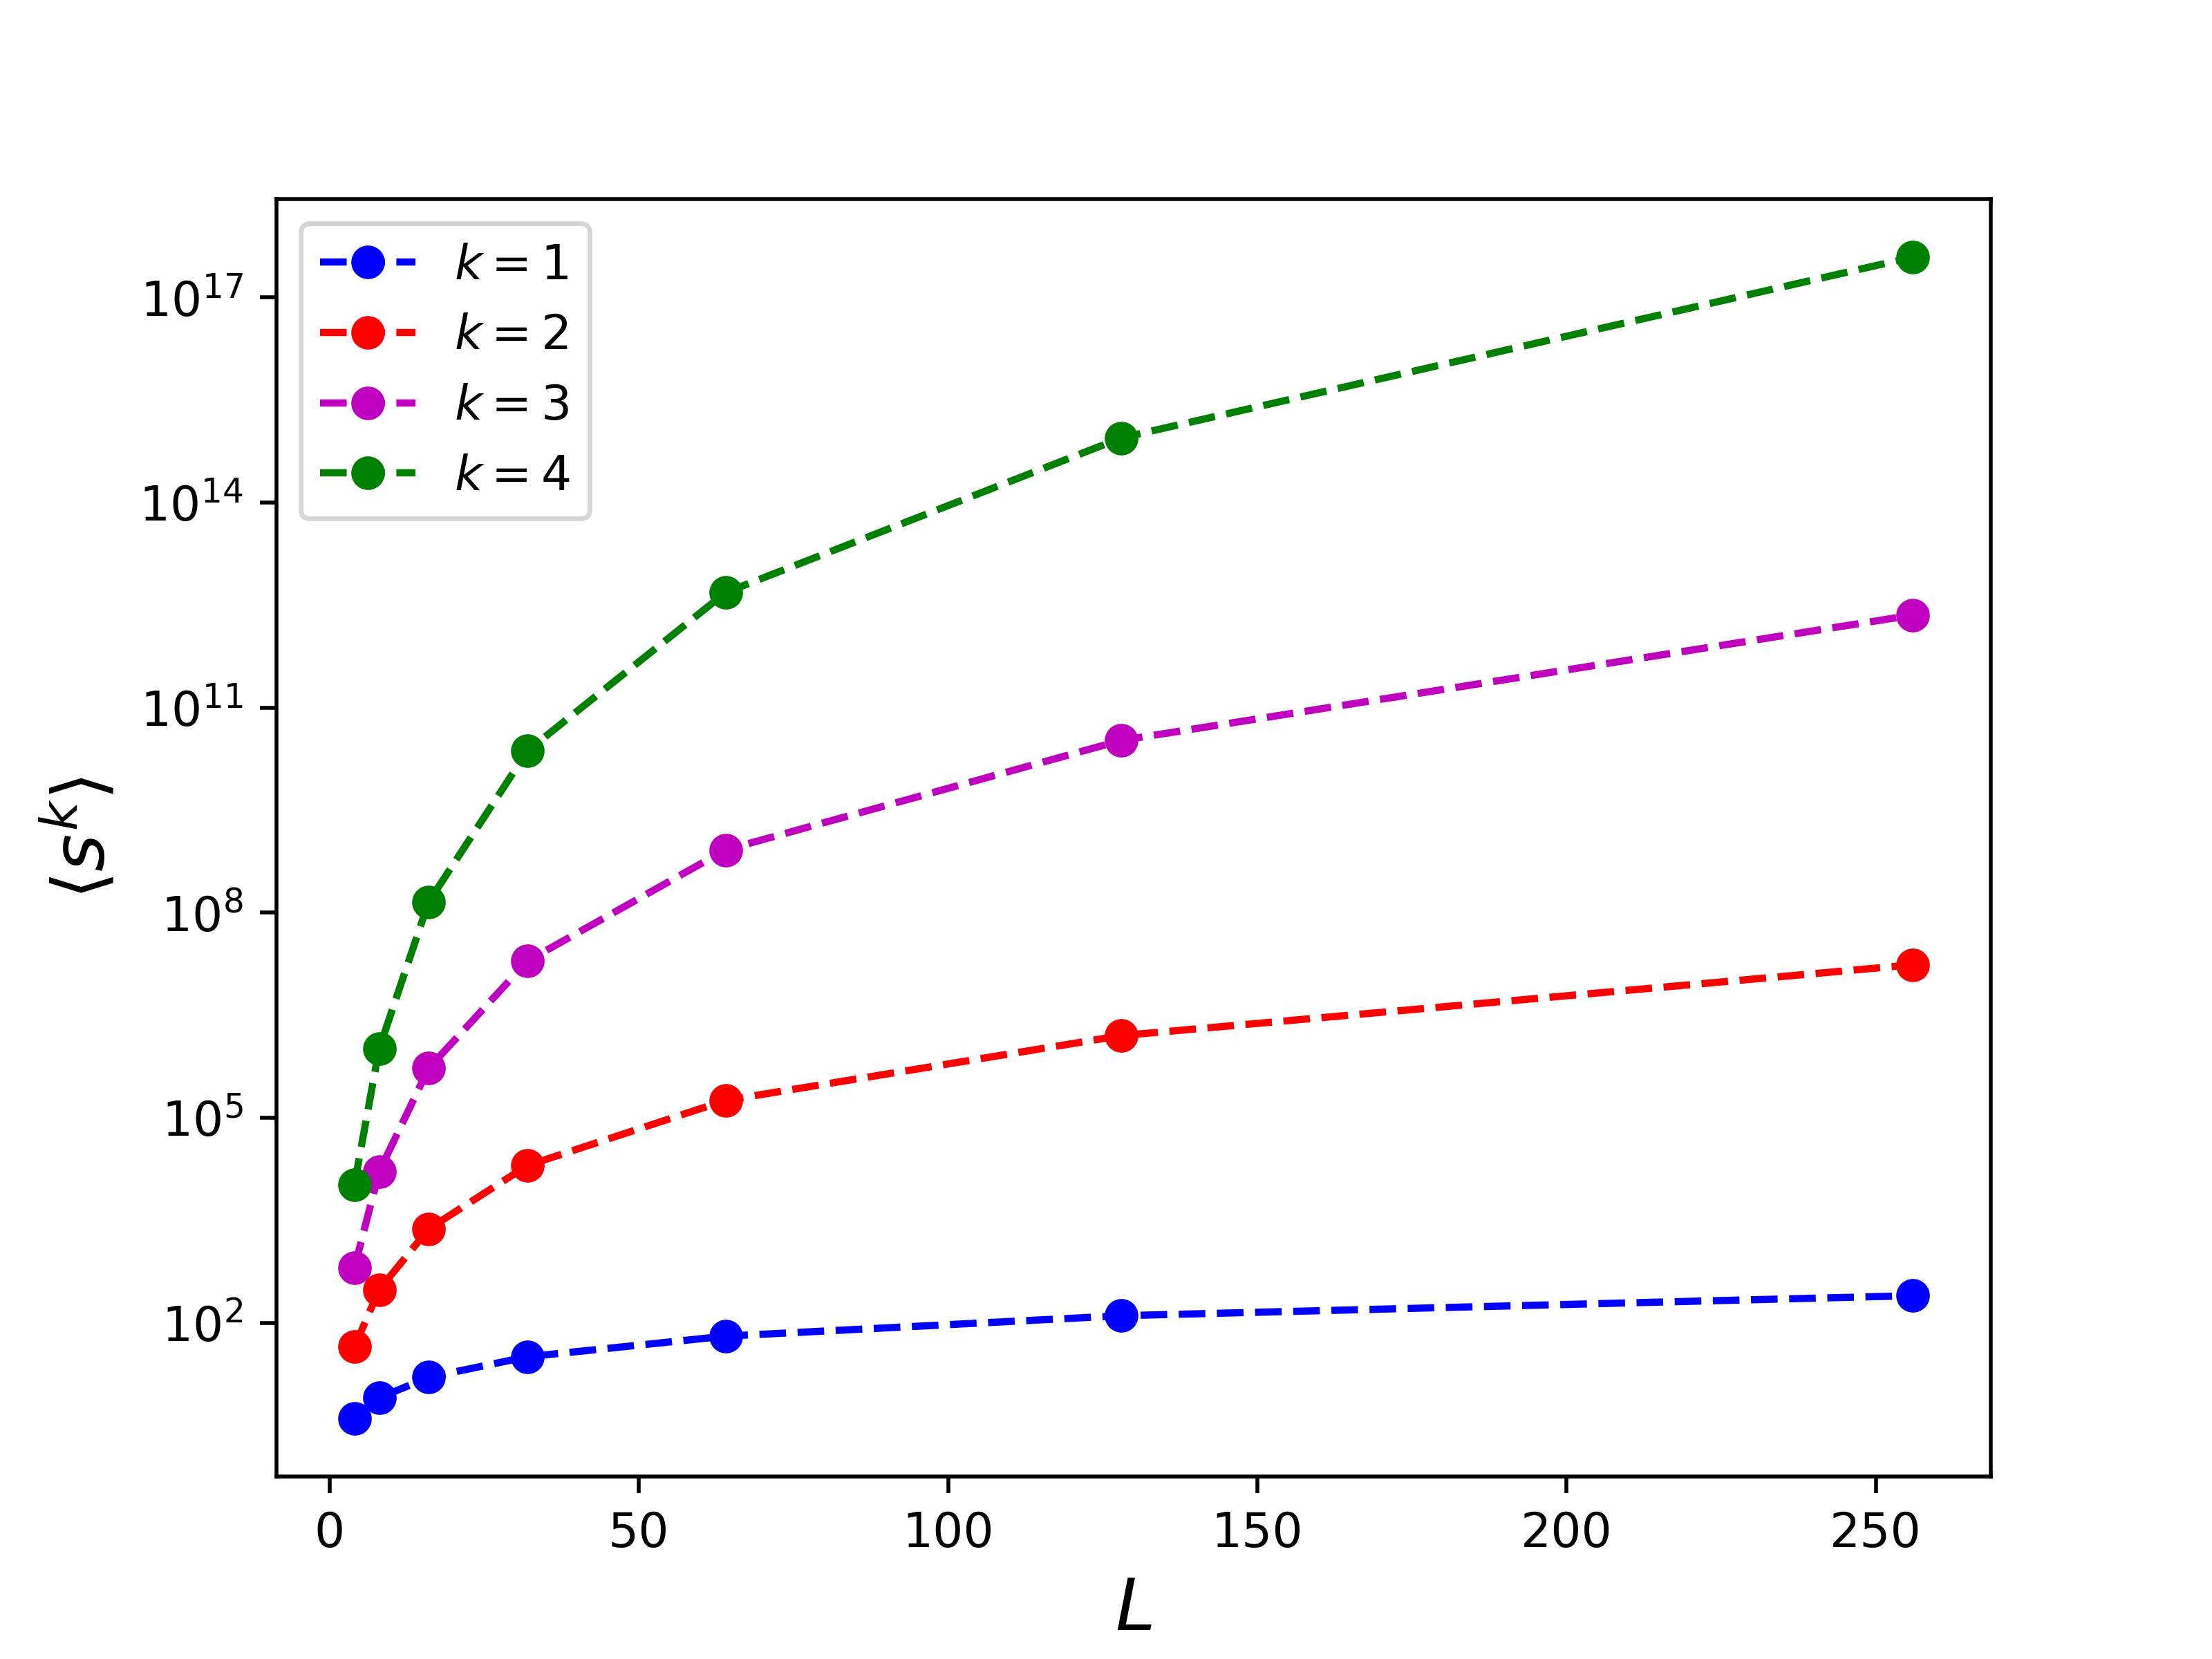 k = 1
k = 2
k = 3
k = 4
10^17
10^14
10^11
10^8
10^5
10^2
⟨s^k⟩
0 50 100 150 200 250
L